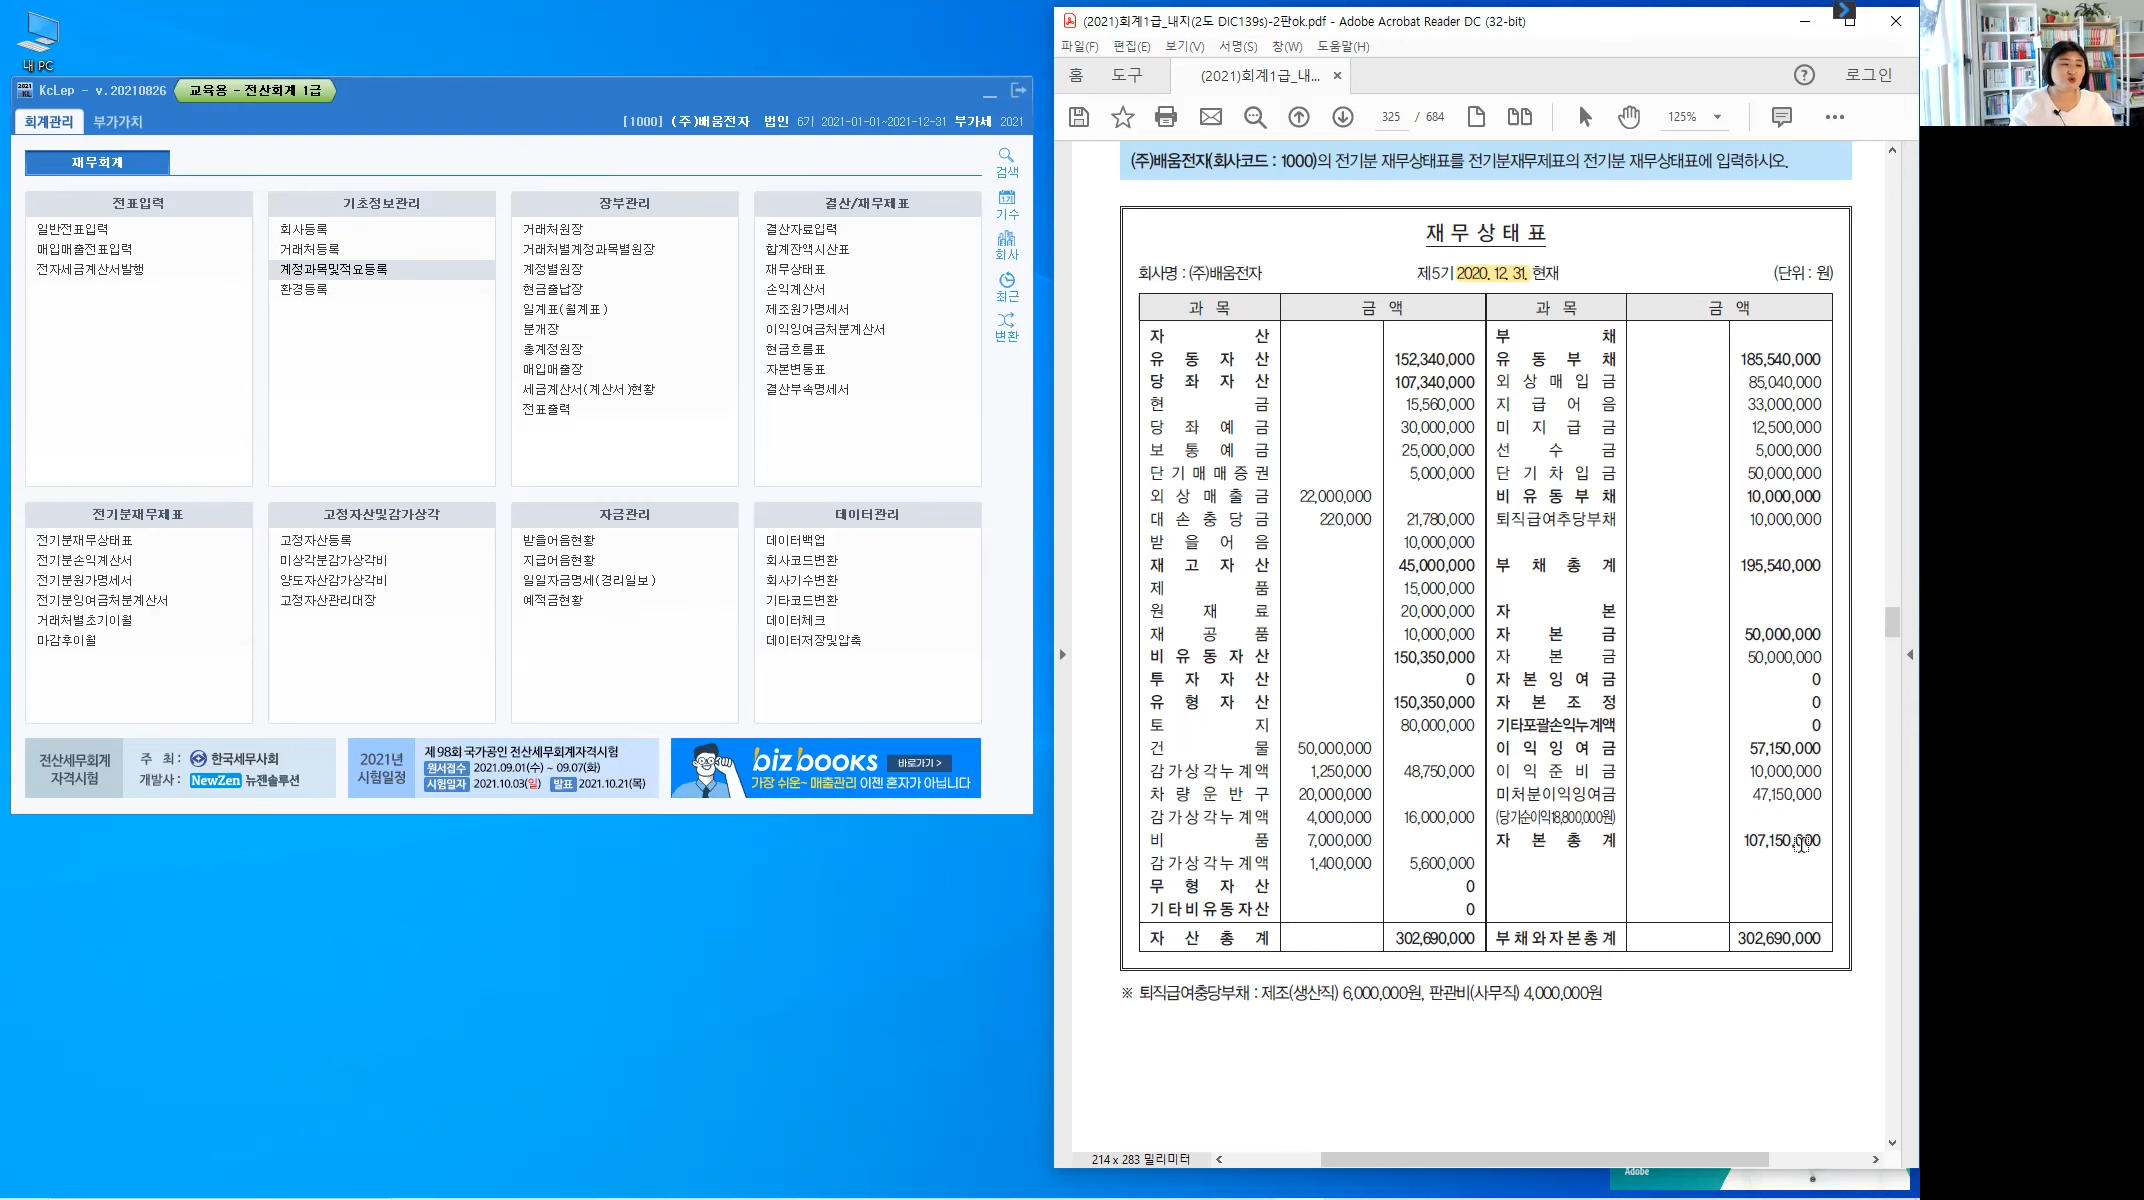 내 PC
KcLep - v.20210826 교육용 - 전산회계 1급
회계관리 부가가치
[1000] (주)배움전자 법인 6기 2021-01-01~2021-12-31 부가세 2021
재무회계
검색
기수
회사
최근
변환
전표입력
일반전표입력
매입매출전표입력
전자세금계산서발행
기초정보관리
회사등록
거래처등록
계정과목및적요등록
환경등록
장부관리
거래처원장
거래처별계정과목별원장
계정별원장
현금출납장
일계표(월계표)
분개장
총계정원장
매입매출장
세금계산서(계산서)현황
전표출력
결산/재무제표
결산자료입력
합계잔액시산표
재무상태표
손익계산서
제조원가명세서
이익잉여금처분계산서
현금흐름표
자본변동표
결산부속명세서
전기분재무제표
전기분재무상태표
전기분손익계산서
전기분원가명세서
전기분잉여금처분계산서
거래처별초기이월
마감후이월
고정자산및감가상각
고정자산등록
미상각분감가상각비
양도자산감가상각비
고정자산관리대장
자금관리
받을어음현황
지급어음현황
일일자금명세(경리일보)
예적금현황
데이터관리
데이터백업
회사코드변환
회사기수변환
기타코드변환
데이터체크
데이터저장및압축
전산세무회계
자격시험
주 최 : 한국세무사회
개발사 : NewZen 뉴젠솔루션
2021년
시험일정
제98회 국가공인 전산세무회계자격시험
원서접수 2021.09.01(수) ~ 09.07(화)
시험일자 2021.10.03(일) 발표 2021.10.21(목)
bizbooks 바로가기 >
가장 쉬운~ 매출관리 이젠 혼자가 아닙니다
(2021)회계1급_내지(2도 DIC139s)-2판ok.pdf - Adobe Acrobat Reader DC (32-bit)
파일(F) 편집(E) 보기(V) 서명(S) 창(W) 도움말(H)
홈 도구 (2021)회계1급_내... × 로그인
325 / 684 125%
(주)배움전자(회사코드 : 1000)의 전기분 재무상태표를 전기분재무제표의 전기분 재무상태표에 입력하시오.
재 무 상 태 표
회사명 : (주)배움전자 제5기 2020. 12. 31. 현재 (단위 : 원)
과 목 금 액 과 목 금 액
자 산 부 채
유 동 자 산 152,340,000 유 동 부 채 185,540,000
당 좌 자 산 107,340,000 외 상 매 입 금 85,040,000
현 금 15,560,000 지 급 어 음 33,000,000
당 좌 예 금 30,000,000 미 지 급 금 12,500,000
보 통 예 금 25,000,000 선 수 금 5,000,000
단 기 매 매 증 권 5,000,000 단 기 차 입 금 50,000,000
외 상 매 출 금 22,000,000 비 유 동 부 채 10,000,000
대 손 충 당 금 220,000 21,780,000 퇴직급여추당부채 10,000,000
받 을 어 음 10,000,000
재 고 자 산 45,000,000 부 채 총 계 195,540,000
제 품 15,000,000
원 재 료 20,000,000 자 본
재 공 품 10,000,000 자 본 금 50,000,000
비 유 동 자 산 150,350,000 자 본 금 50,000,000
투 자 자 산 0 자 본 잉 여 금 0
유 형 자 산 150,350,000 자 본 조 정 0
토 지 80,000,000 기타포괄손익누계액 0
건 물 50,000,000 이 익 잉 여 금 57,150,000
감 가 상 각 누 계 액 1,250,000 48,750,000 이 익 준 비 금 10,000,000
차 량 운 반 구 20,000,000 미처분이익잉여금 47,150,000
감 가 상 각 누 계 액 4,000,000 16,000,000 (당기순이익18,800,000원)
비 품 7,000,000 자 본 총 계 107,150,000
감 가 상 각 누 계 액 1,400,000 5,600,000
무 형 자 산 0
기 타 비 유 동 자 산 0
자 산 총 계 302,690,000 부 채 와 자 본 총 계 302,690,000
※ 퇴직급여충당부채 : 제조(생산직) 6,000,000원, 판관비(사무직) 4,000,000원
214 x 283 밀리미터
Adobe